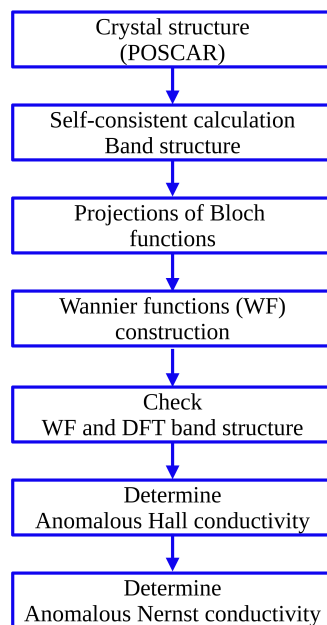 Crystal structure
(POSCAR)
Self-consistent calculation
Band structure
Projections of Bloch
functions
Wannier functions (WF)
construction
Check
WF and DFT band structure
Determine
Anomalous Hall conductivity
Determine
Anomalous Nernst conductivity